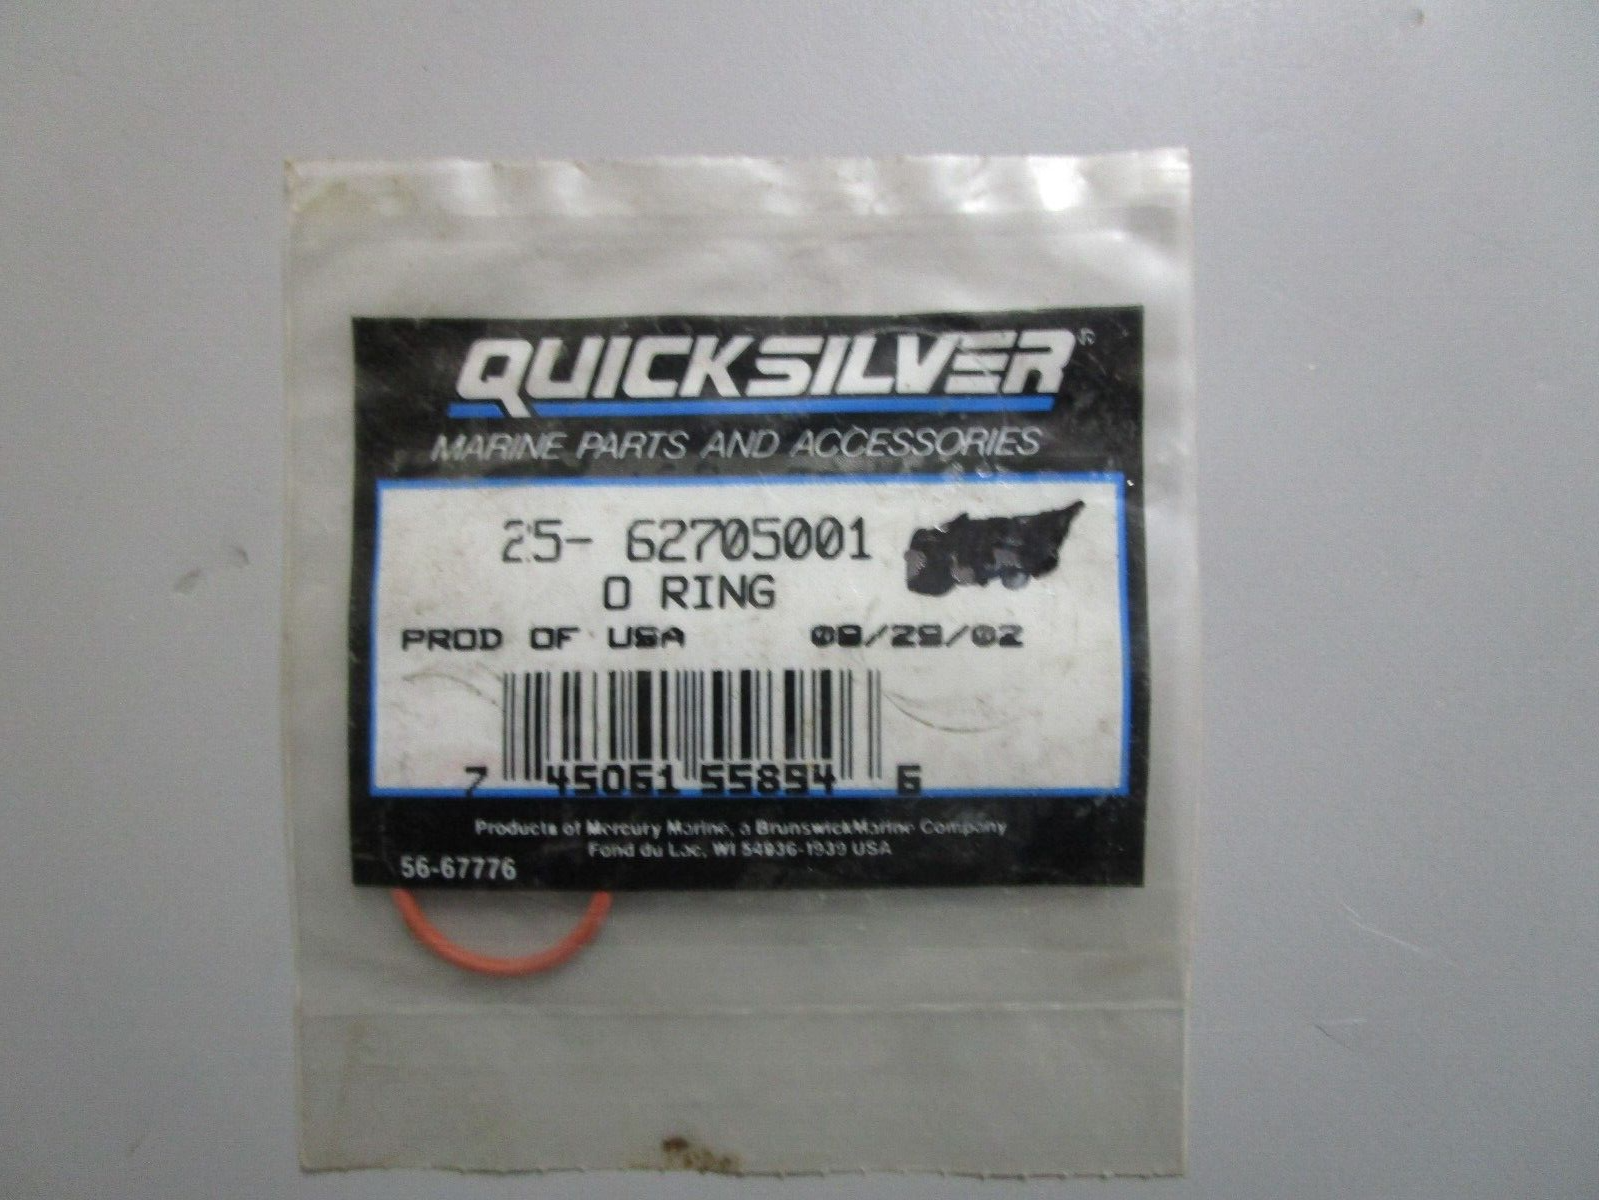 QUICKSILVER®
MARINE PARTS AND ACCESSORIES
25- 62705001
O RING
PROD OF USA 08/29/02
7 45061 55894 6
Products of Mercury Marine, a Brunswick Marine Company
Fond du Lac, WI 54936-1939 USA
56-67776